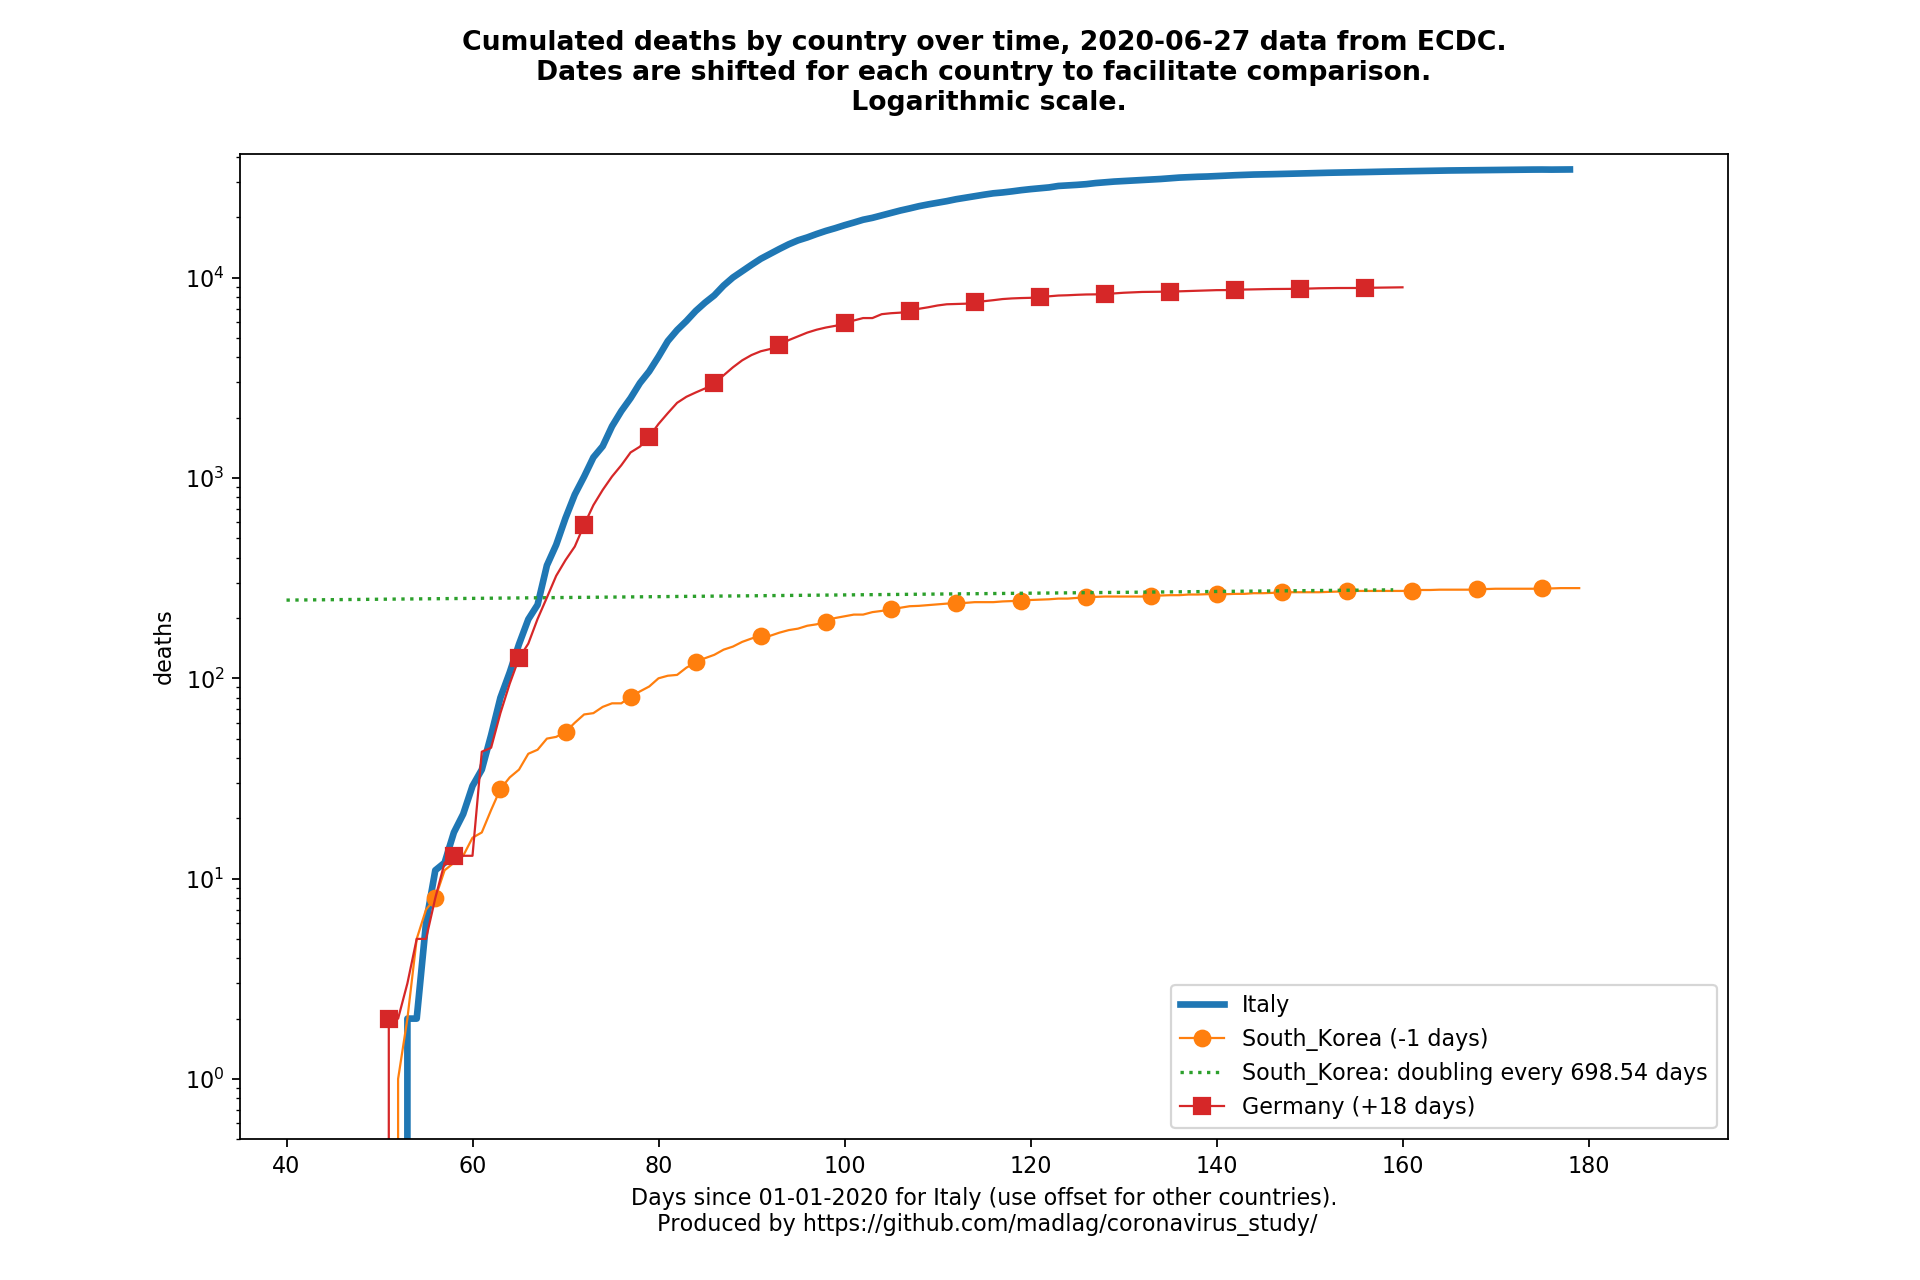 Cumulated deaths by country over time, 2020-06-27 data from ECDC.
Dates are shifted for each country to facilitate comparison.
Logarithmic scale.
10⁴
10³
10²
10¹
10⁰
deaths
Italy
South_Korea (-1 days)
South_Korea: doubling every 698.54 days
Germany (+18 days)
40 60 80 100 120 140 160 180
Days since 01-01-2020 for Italy (use offset for other countries).
Produced by https://github.com/madlag/coronavirus_study/